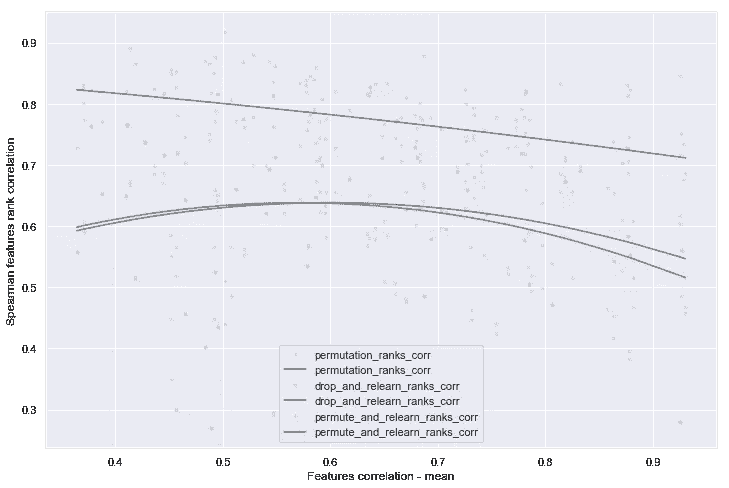 0.9
0.8
0.7
0.6
0.5
0.4
0.3
Spearman features rank correlation
permutation_ranks_corr
permutation_ranks_corr
drop_and_relearn_ranks_corr
drop_and_relearn_ranks_corr
permute_and_relearn_ranks_corr
permute_and_relearn_ranks_corr
0.4 0.5 0.6 0.7 0.8 0.9
Features correlation - mean